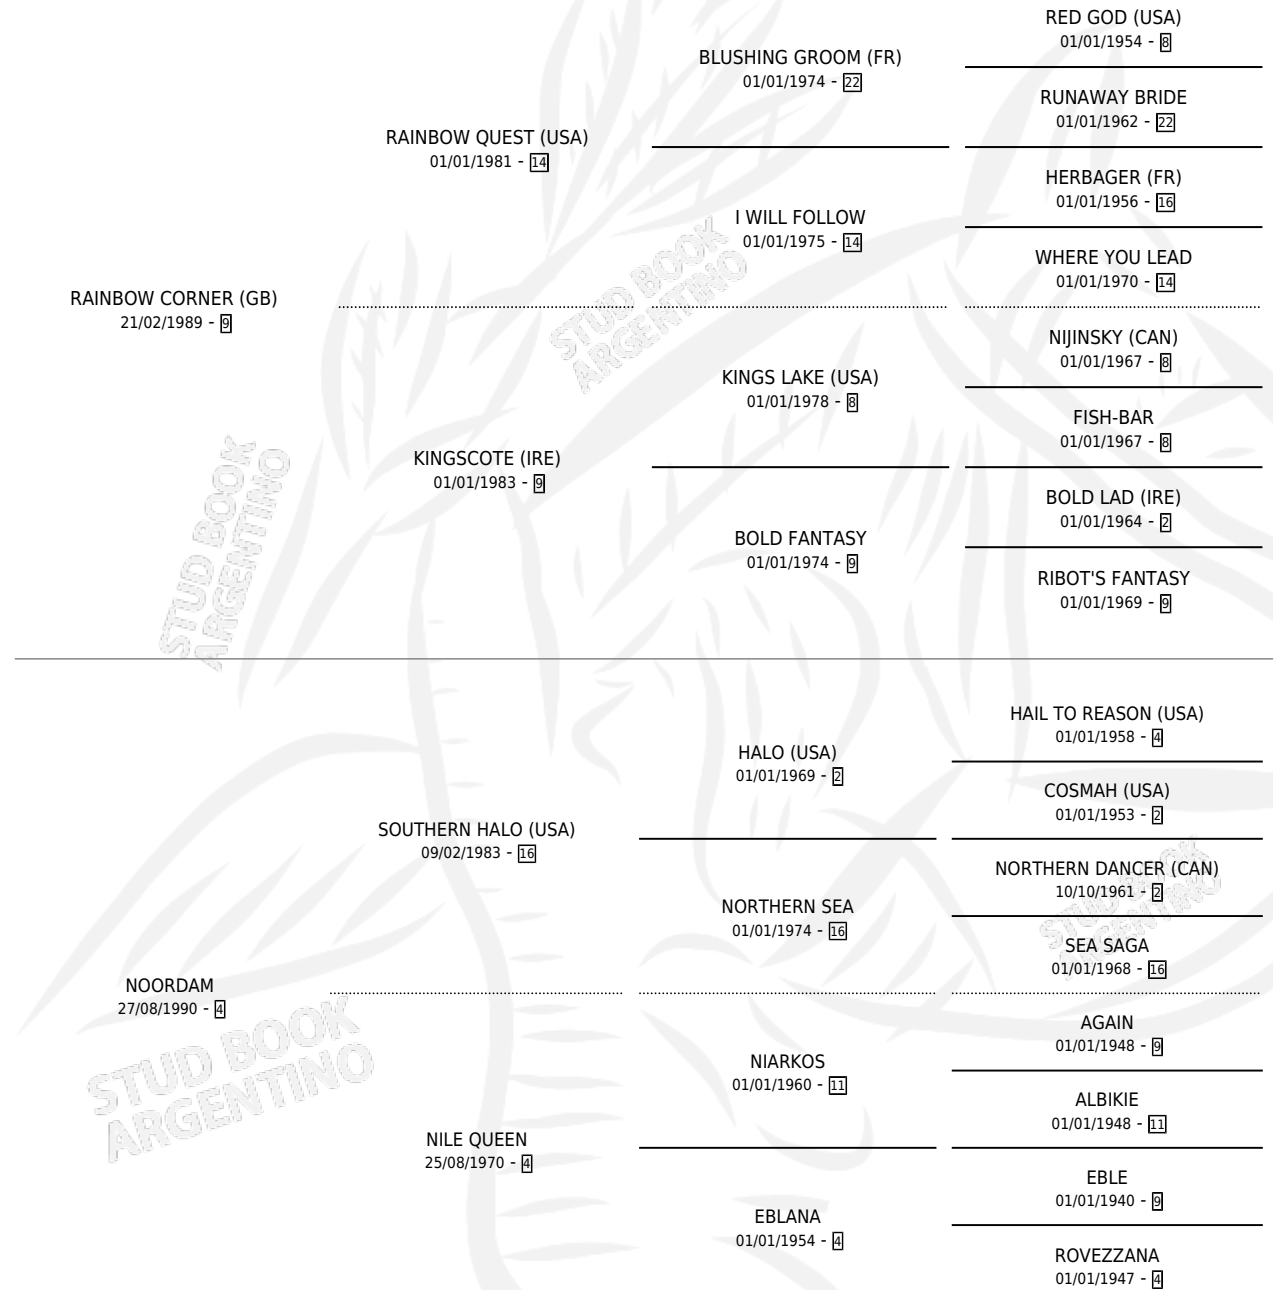 RED GOD (USA)
01/01/1954 - 8
BLUSHING GROOM (FR)
01/01/1974 - 22
RUNAWAY BRIDE
01/01/1962 - 22
RAINBOW QUEST (USA)
01/01/1981 - 14
HERBAGER (FR)
01/01/1956 - 16
I WILL FOLLOW
01/01/1975 - 14
WHERE YOU LEAD
01/01/1970 - 14
STUD BOOK
ARGENTINO
RAINBOW CORNER (GB)
21/02/1989 - 9
NIJINSKY (CAN)
01/01/1967 - 8
KINGS LAKE (USA)
01/01/1978 - 8
FISH-BAR
01/01/1967 - 8
KINGSCOTE (IRE)
01/01/1983 - 9
BOLD LAD (IRE)
01/01/1964 - 2
BOLD FANTASY
01/01/1974 - 9
RIBOT'S FANTASY
01/01/1969 - 9
STUD BOOK
ARGENTINO
HAIL TO REASON (USA)
01/01/1958 - 4
HALO (USA)
01/01/1969 - 2
COSMAH (USA)
01/01/1953 - 2
SOUTHERN HALO (USA)
09/02/1983 - 16
NORTHERN DANCER (CAN)
10/10/1961 - 2
STUD BOOK
ARGENTINO
NORTHERN SEA
01/01/1974 - 16
SEA SAGA
01/01/1968 - 16
NOORDAM
27/08/1990 - 4
AGAIN
01/01/1948 - 9
NIARKOS
01/01/1960 - 11
ALBIKIE
01/01/1948 - 11
STUD BOOK
ARGENTINO
NILE QUEEN
25/08/1970 - 4
EBLE
01/01/1940 - 9
EBLANA
01/01/1954 - 4
ROVEZZANA
01/01/1947 - 4